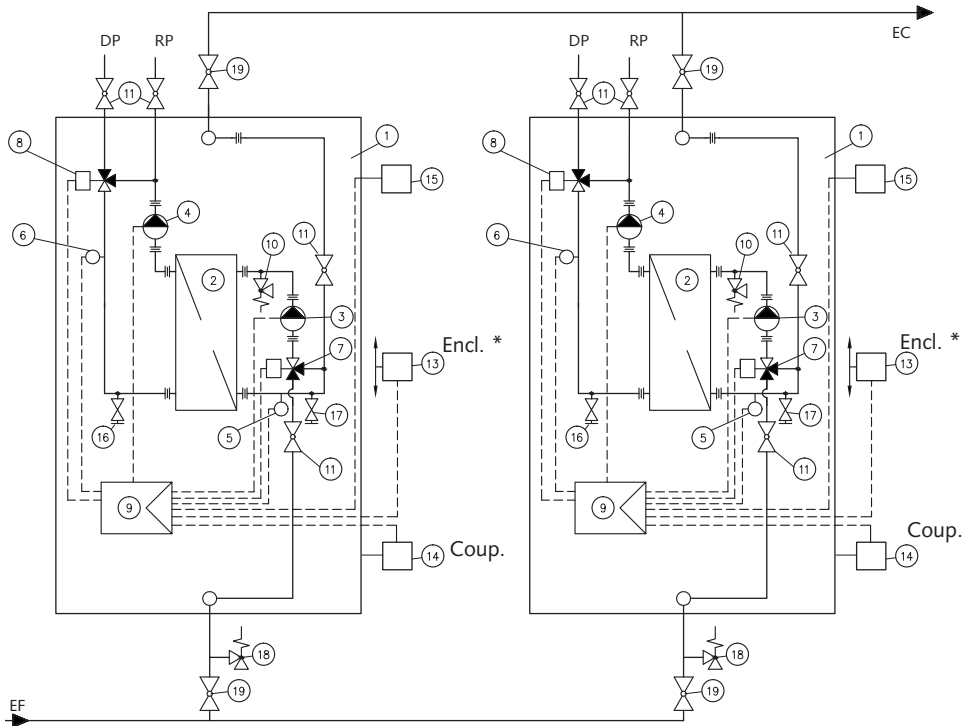 EC
DP RP DP RP
19 19
11 11
8 1 8 1
15 15
4 4
6 11 6 11
10 10
2 2
3 3
Encl. * Encl. *
7 7
13 13
16 5 17 16 5 17
11 11
9 9
Coup. Coup.
14 14
18 18
19 19
EF